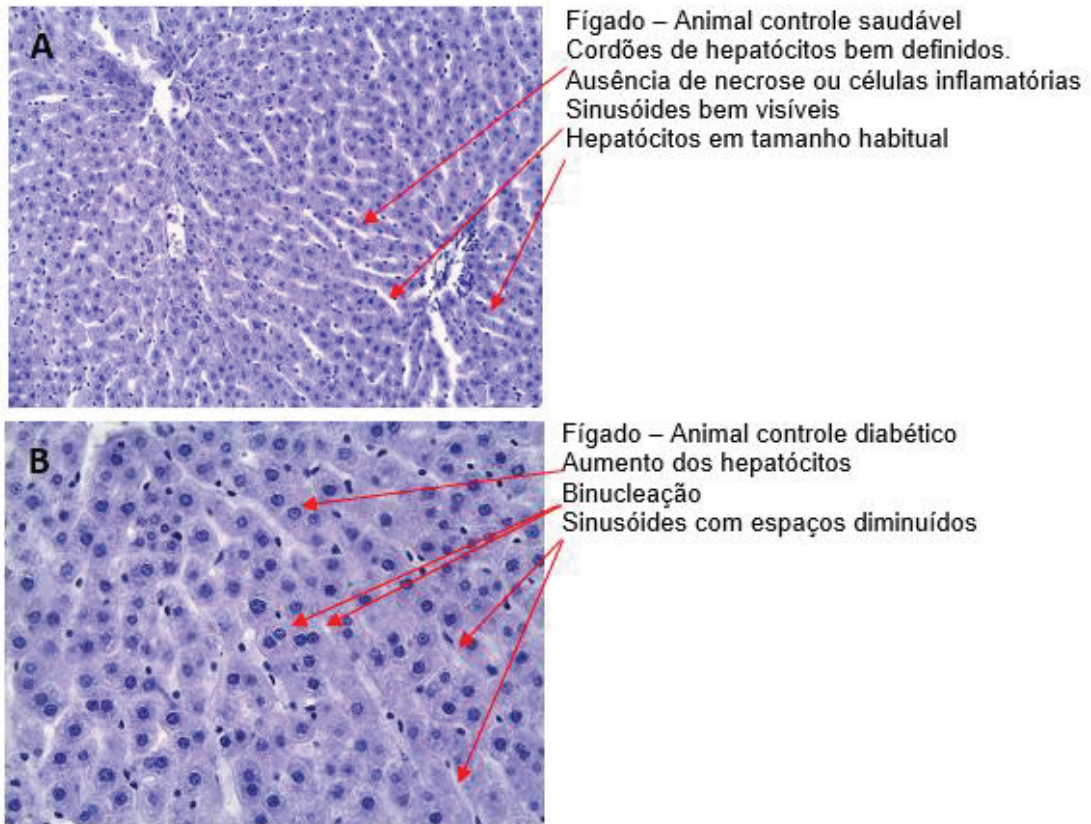 A
Fígado – Animal controle saudável
Cordões de hepatócitos bem definidos.
Ausência de necrose ou células inflamatórias
Sinusóides bem visíveis
Hepatócitos em tamanho habitual
B
Fígado – Animal controle diabético
Aumento dos hepatócitos
Binucleação
Sinusóides com espaços diminuídos